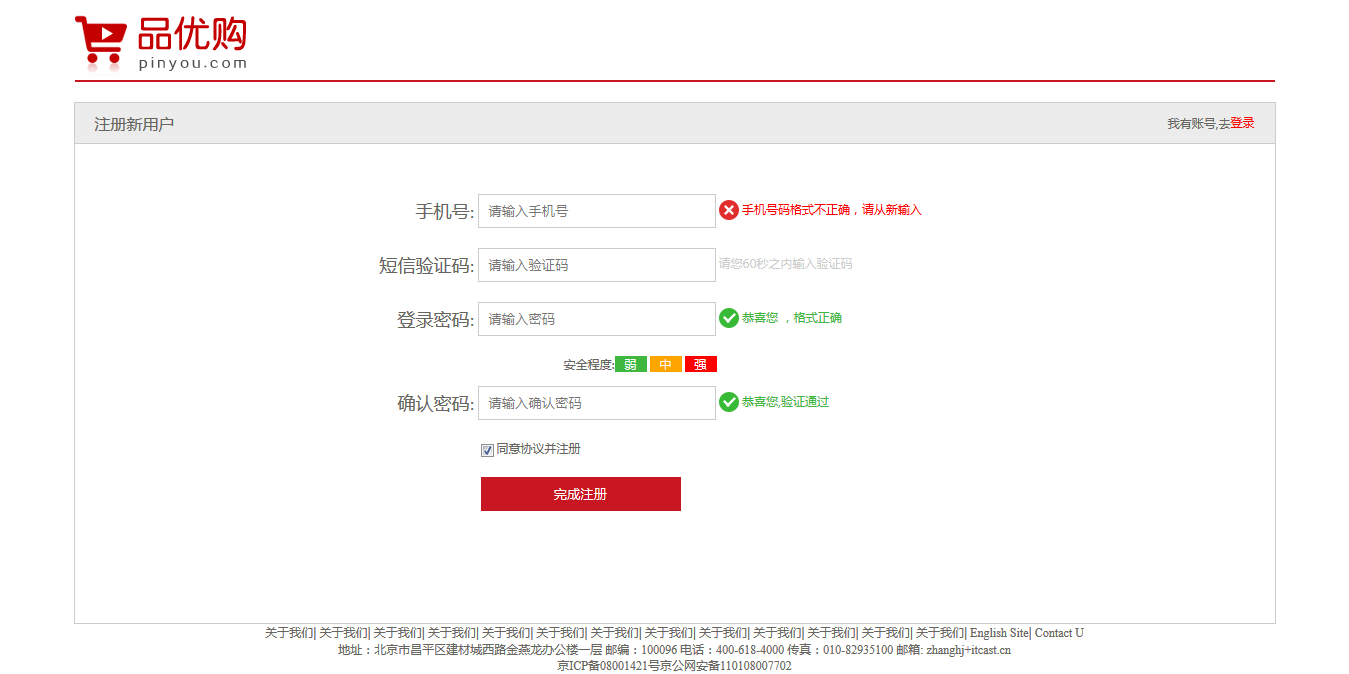 品优购
pinyou.com
注册新用户 我有账号,去登录
手机号: 请输入手机号 手机号码格式不正确，请从新输入
短信验证码: 请输入验证码 请您60秒之内输入验证码
登录密码: 请输入密码 恭喜您 ，格式正确
安全程度: 弱 中 强
确认密码: 请输入确认密码 恭喜您,验证通过
同意协议并注册
完成注册
关于我们| 关于我们| 关于我们| 关于我们| 关于我们| 关于我们| 关于我们| 关于我们| 关于我们| 关于我们| 关于我们| 关于我们| 关于我们| English Site| Contact U
地址：北京市昌平区建材城西路金燕龙办公楼一层 邮编：100096 电话：400-618-4000 传真：010-82935100 邮箱: zhanghj+itcast.cn
京ICP备08001421号京公网安备110108007702